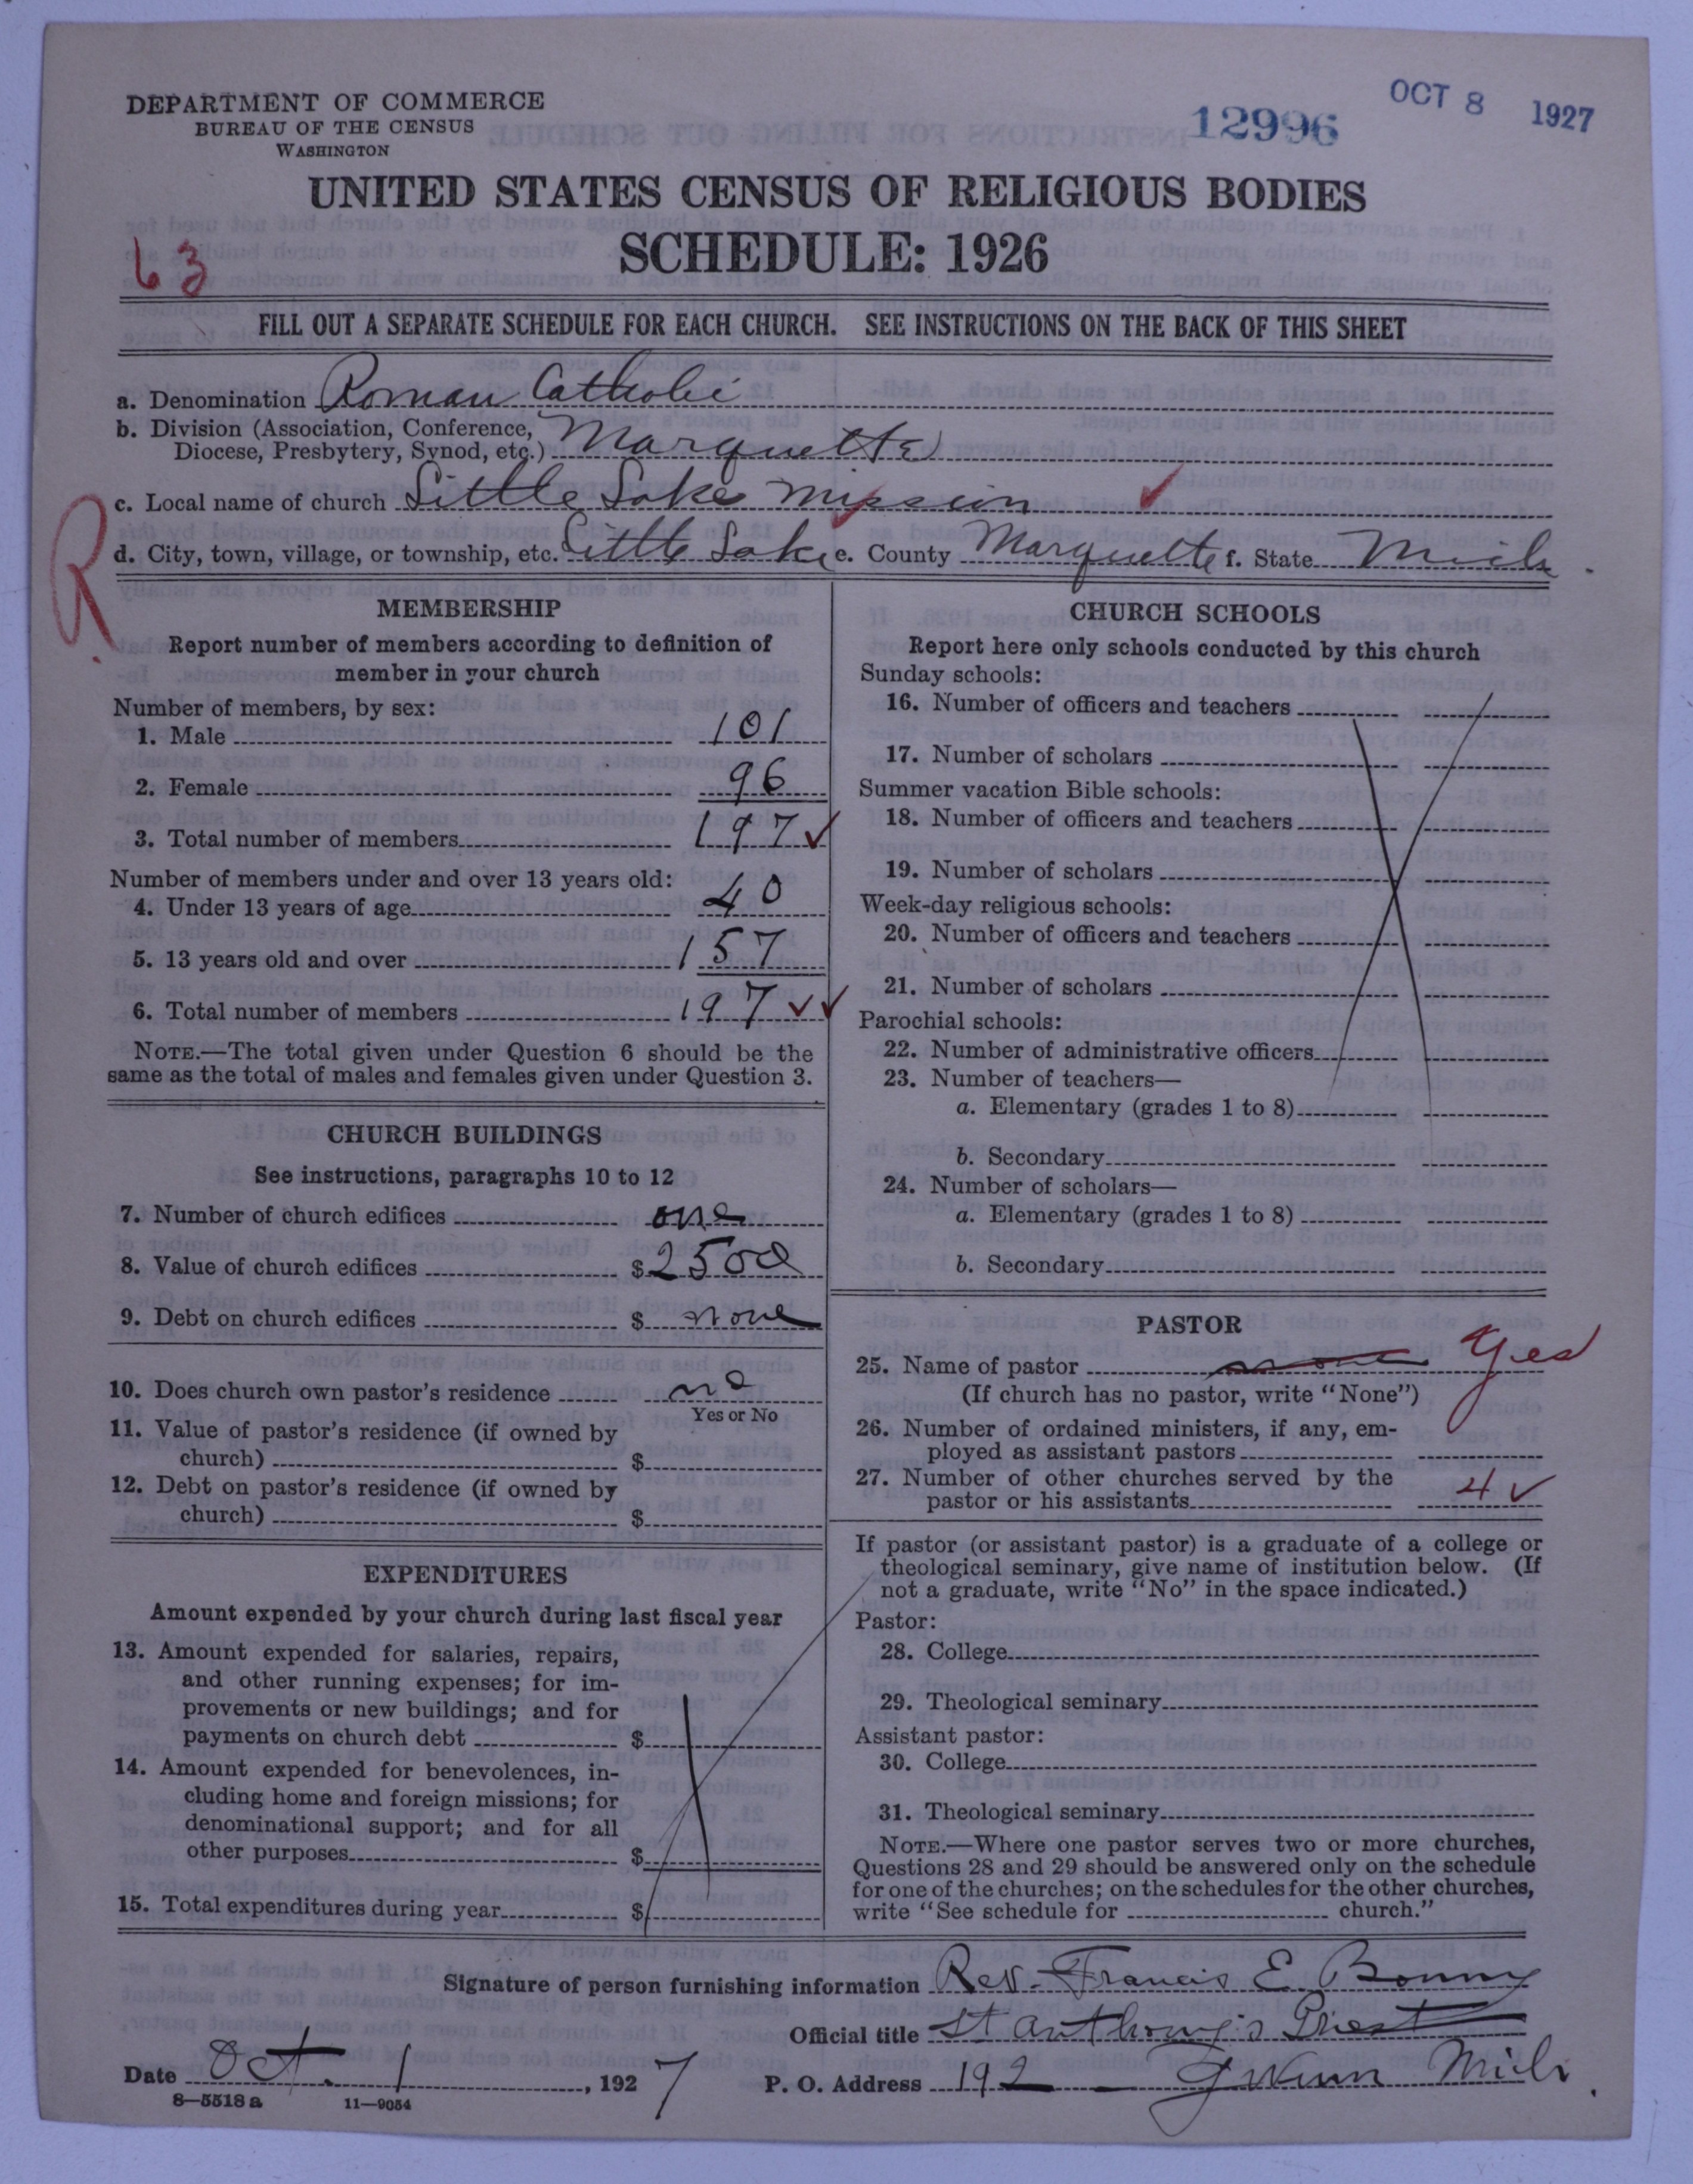 DEPARTMENT OF COMMERCE
BUREAU OF THE CENSUS
WASHINGTON
12996
OCT 8 1927
UNITED STATES CENSUS OF RELIGIOUS BODIES
SCHEDULE: 1926
63
FILL OUT A SEPARATE SCHEDULE FOR EACH CHURCH. SEE INSTRUCTIONS ON THE BACK OF THIS SHEET
a. Denomination Roman Catholic
b. Division (Association, Conference, Diocese, Presbytery, Synod, etc.) Marquette
c. Local name of church Little Lake Mission
R
d. City, town, village, or township, etc. Little Lake e. County Marquette f. State Mich.
MEMBERSHIP
Report number of members according to definition of
member in your church
Number of members, by sex:
1. Male 101
2. Female 96
3. Total number of members 197 ✓
Number of members under and over 13 years old:
4. Under 13 years of age 40
5. 13 years old and over 157
6. Total number of members 197 ✓✓
NOTE.—The total given under Question 6 should be the
same as the total of males and females given under Question 3.
CHURCH BUILDINGS
See instructions, paragraphs 10 to 12
7. Number of church edifices one
8. Value of church edifices $2500
9. Debt on church edifices $ none
10. Does church own pastor's residence no
Yes or No
11. Value of pastor's residence (if owned by
church) $
12. Debt on pastor's residence (if owned by
church) $
EXPENDITURES
Amount expended by your church during last fiscal year
13. Amount expended for salaries, repairs,
and other running expenses; for im-
provements or new buildings; and for
payments on church debt $
14. Amount expended for benevolences, in-
cluding home and foreign missions; for
denominational support; and for all
other purposes $
15. Total expenditures during year $
CHURCH SCHOOLS
Report here only schools conducted by this church
Sunday schools:
16. Number of officers and teachers
17. Number of scholars
Summer vacation Bible schools:
18. Number of officers and teachers
19. Number of scholars
Week-day religious schools:
20. Number of officers and teachers
21. Number of scholars
Parochial schools:
22. Number of administrative officers
23. Number of teachers—
a. Elementary (grades 1 to 8)
b. Secondary
24. Number of scholars—
a. Elementary (grades 1 to 8)
b. Secondary
PASTOR
25. Name of pastor none Yes
(If church has no pastor, write "None")
26. Number of ordained ministers, if any, em-
ployed as assistant pastors
27. Number of other churches served by the
pastor or his assistants 4 ✓
If pastor (or assistant pastor) is a graduate of a college or
theological seminary, give name of institution below. (If
not a graduate, write "No" in the space indicated.)
Pastor:
28. College
29. Theological seminary
Assistant pastor:
30. College
31. Theological seminary
NOTE.—Where one pastor serves two or more churches,
Questions 28 and 29 should be answered only on the schedule
for one of the churches; on the schedules for the other churches,
write "See schedule for church."
Signature of person furnishing information Rev. Francis E Bonny
Official title St Anthony's Priest
Date Oct. 1, 1927 P. O. Address 192 - Gwinn Mich.
8—5518 a 11—9054